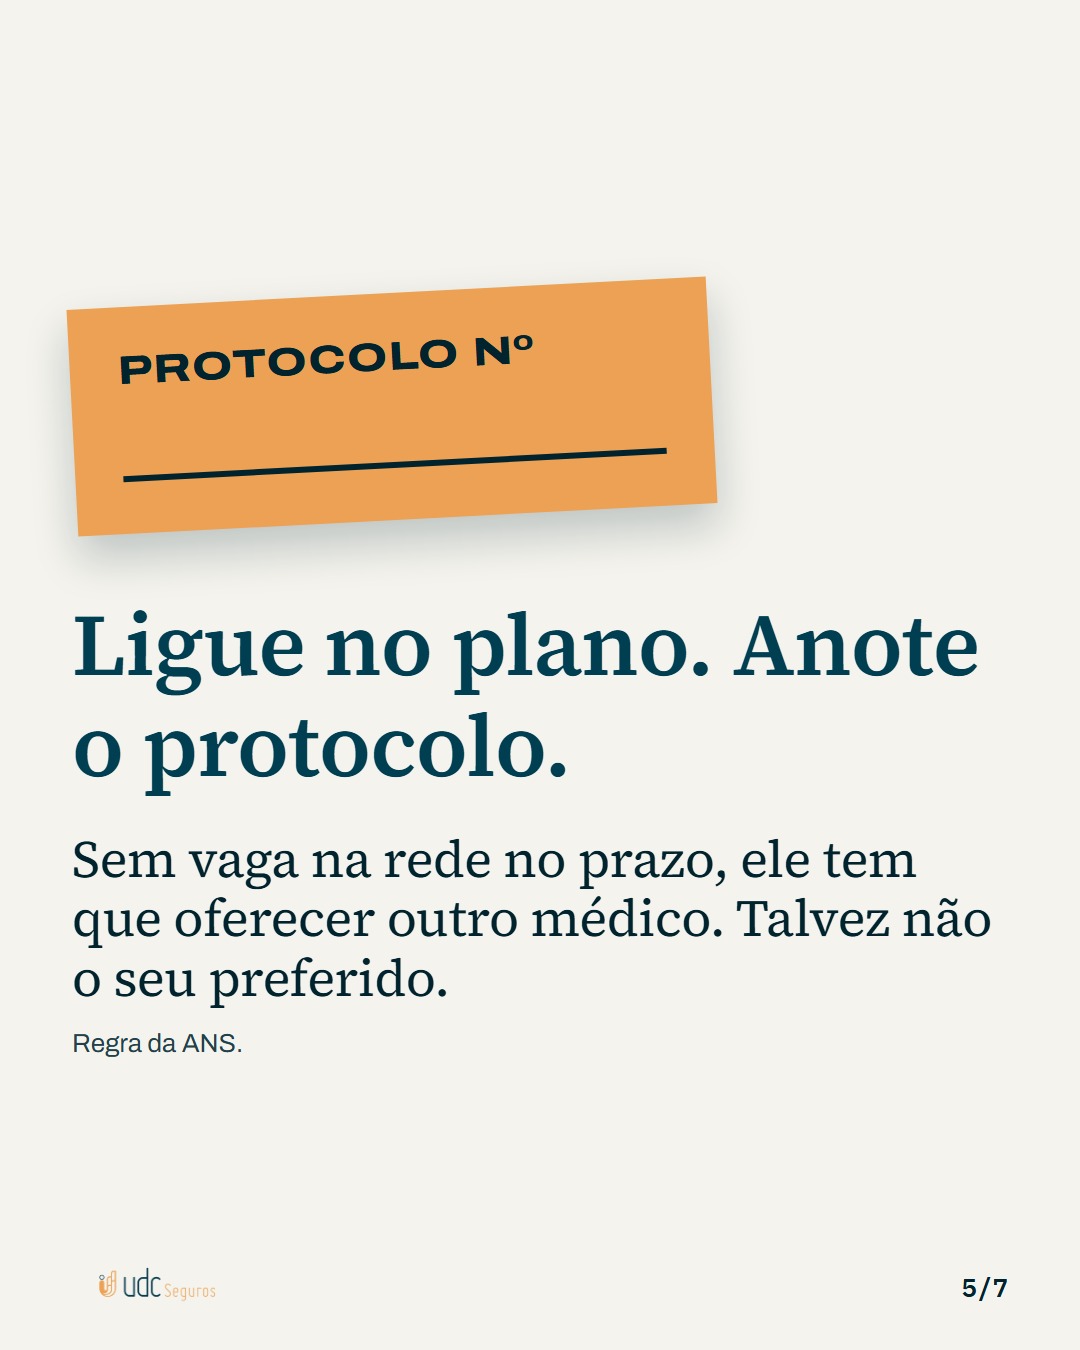 PROTOCOLO Nº
Ligue no plano. Anote
o protocolo.
Sem vaga na rede no prazo, ele tem
que oferecer outro médico. Talvez não
o seu preferido.
Regra da ANS.
udc Seguros
5/7